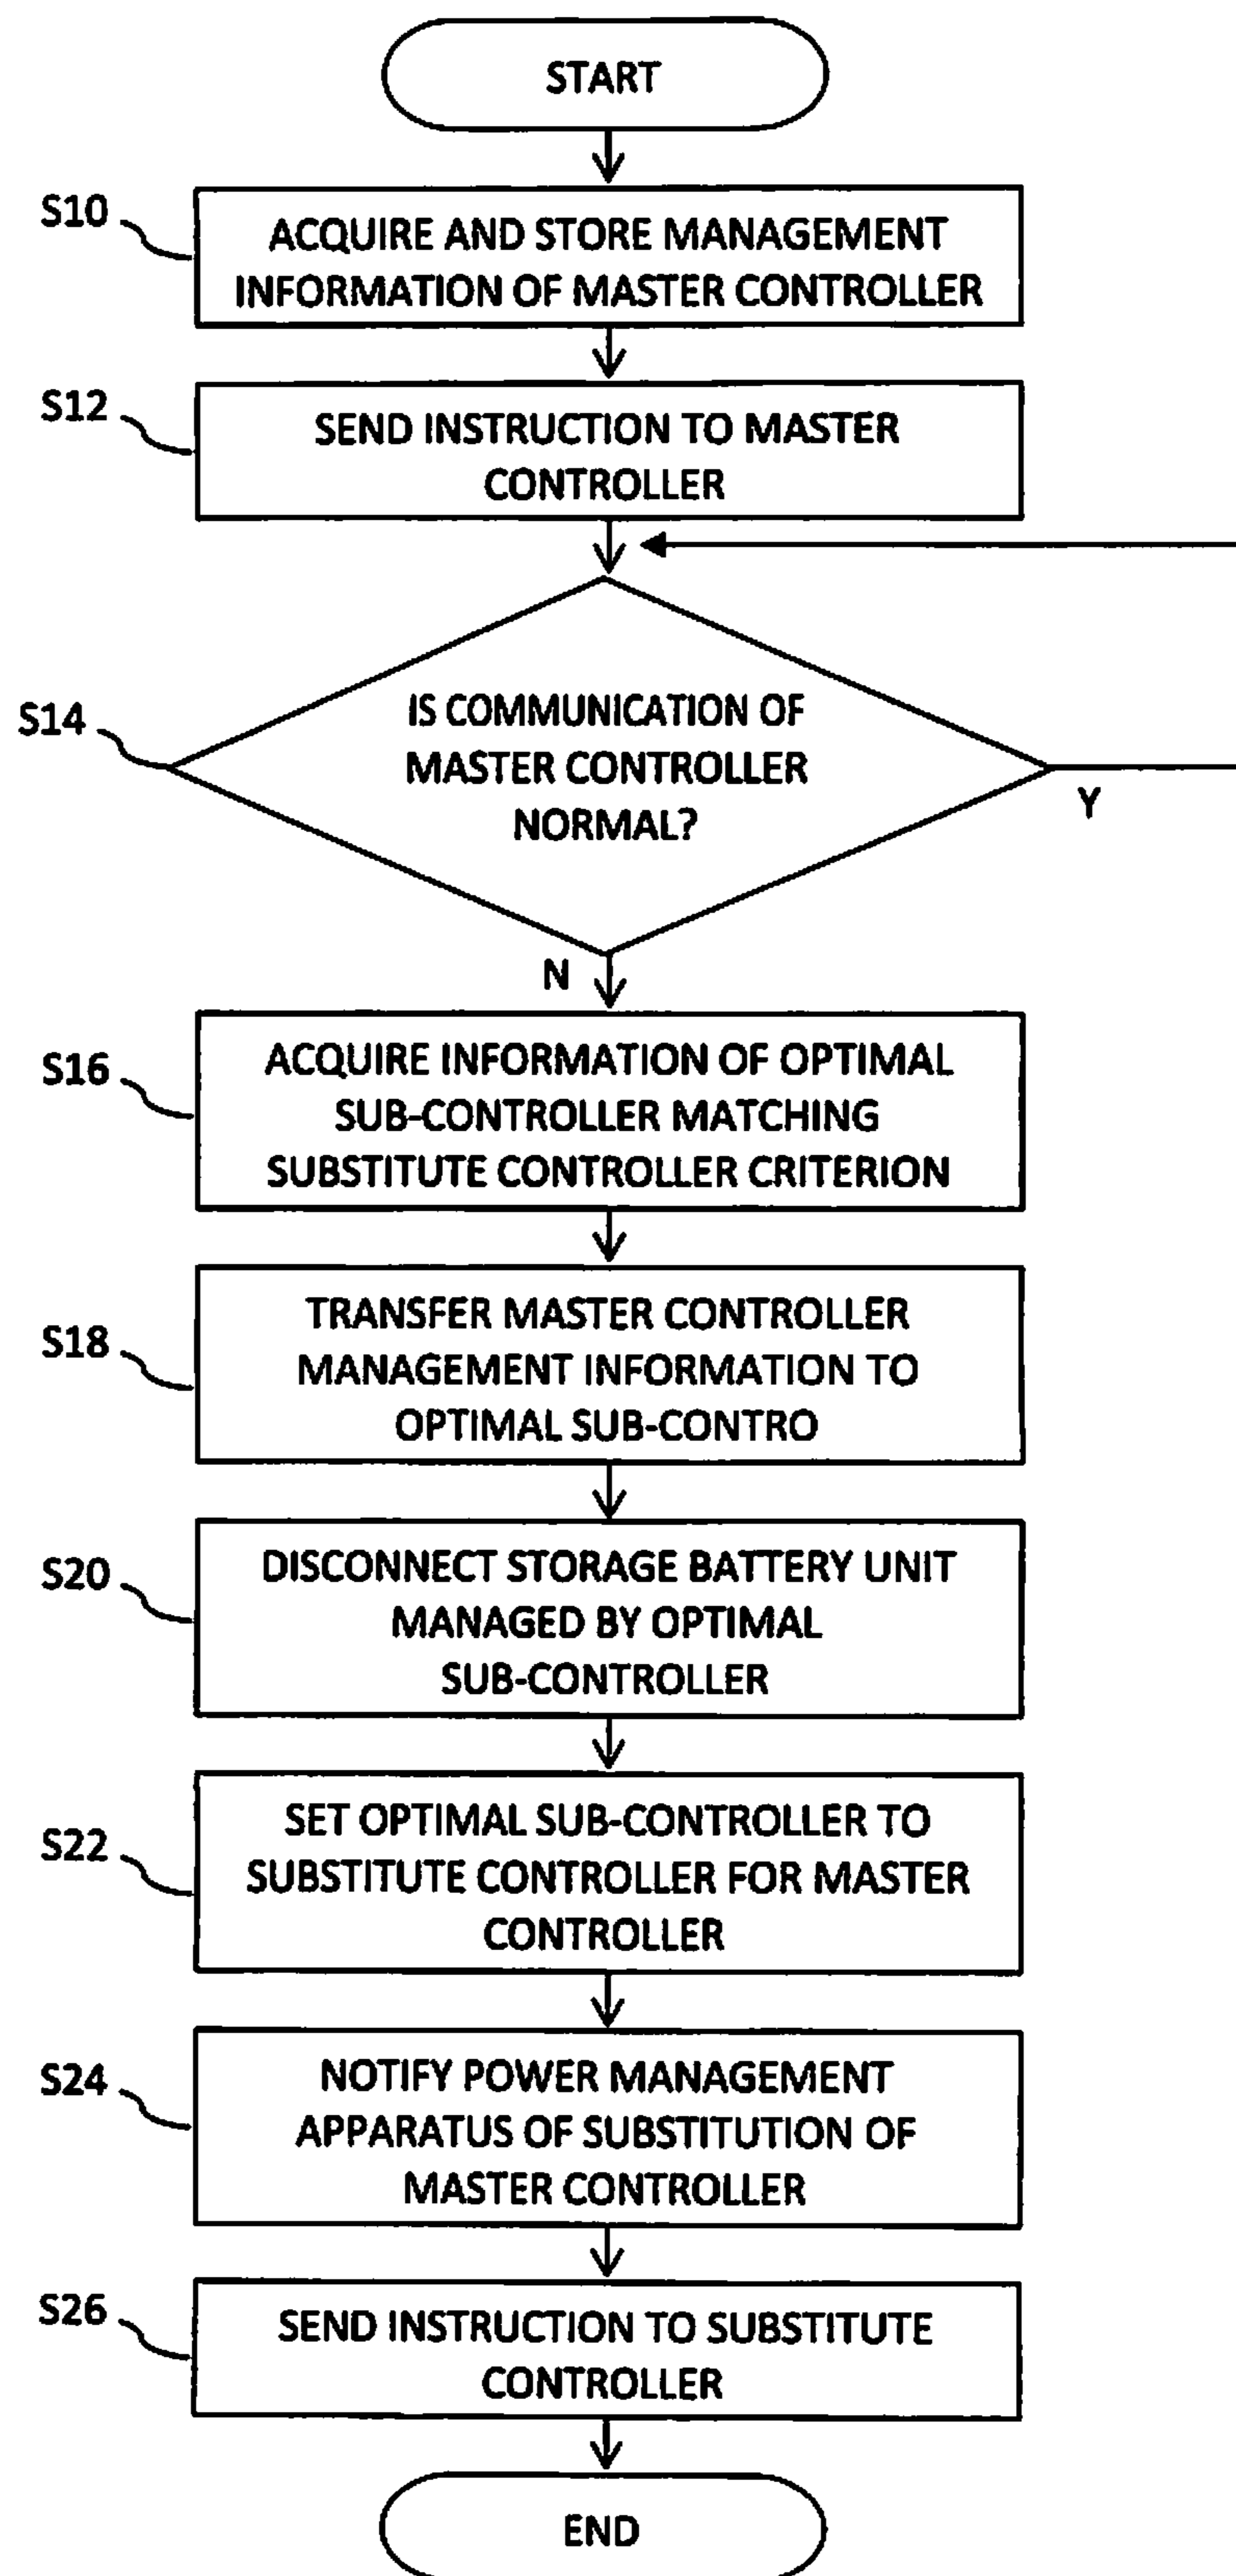 START
S10
ACQUIRE AND STORE MANAGEMENT
INFORMATION OF MASTER CONTROLLER
S12
SEND INSTRUCTION TO MASTER
CONTROLLER
S14
IS COMMUNICATION OF
MASTER CONTROLLER
NORMAL?
Y
N
S16
ACQUIRE INFORMATION OF OPTIMAL
SUB-CONTROLLER MATCHING
SUBSTITUTE CONTROLLER CRITERION
S18
TRANSFER MASTER CONTROLLER
MANAGEMENT INFORMATION TO
OPTIMAL SUB-CONTRO
S20
DISCONNECT STORAGE BATTERY UNIT
MANAGED BY OPTIMAL
SUB-CONTROLLER
S22
SET OPTIMAL SUB-CONTROLLER TO
SUBSTITUTE CONTROLLER FOR MASTER
CONTROLLER
S24
NOTIFY POWER MANAGEMENT
APPARATUS OF SUBSTITUTION OF
MASTER CONTROLLER
S26
SEND INSTRUCTION TO SUBSTITUTE
CONTROLLER
END